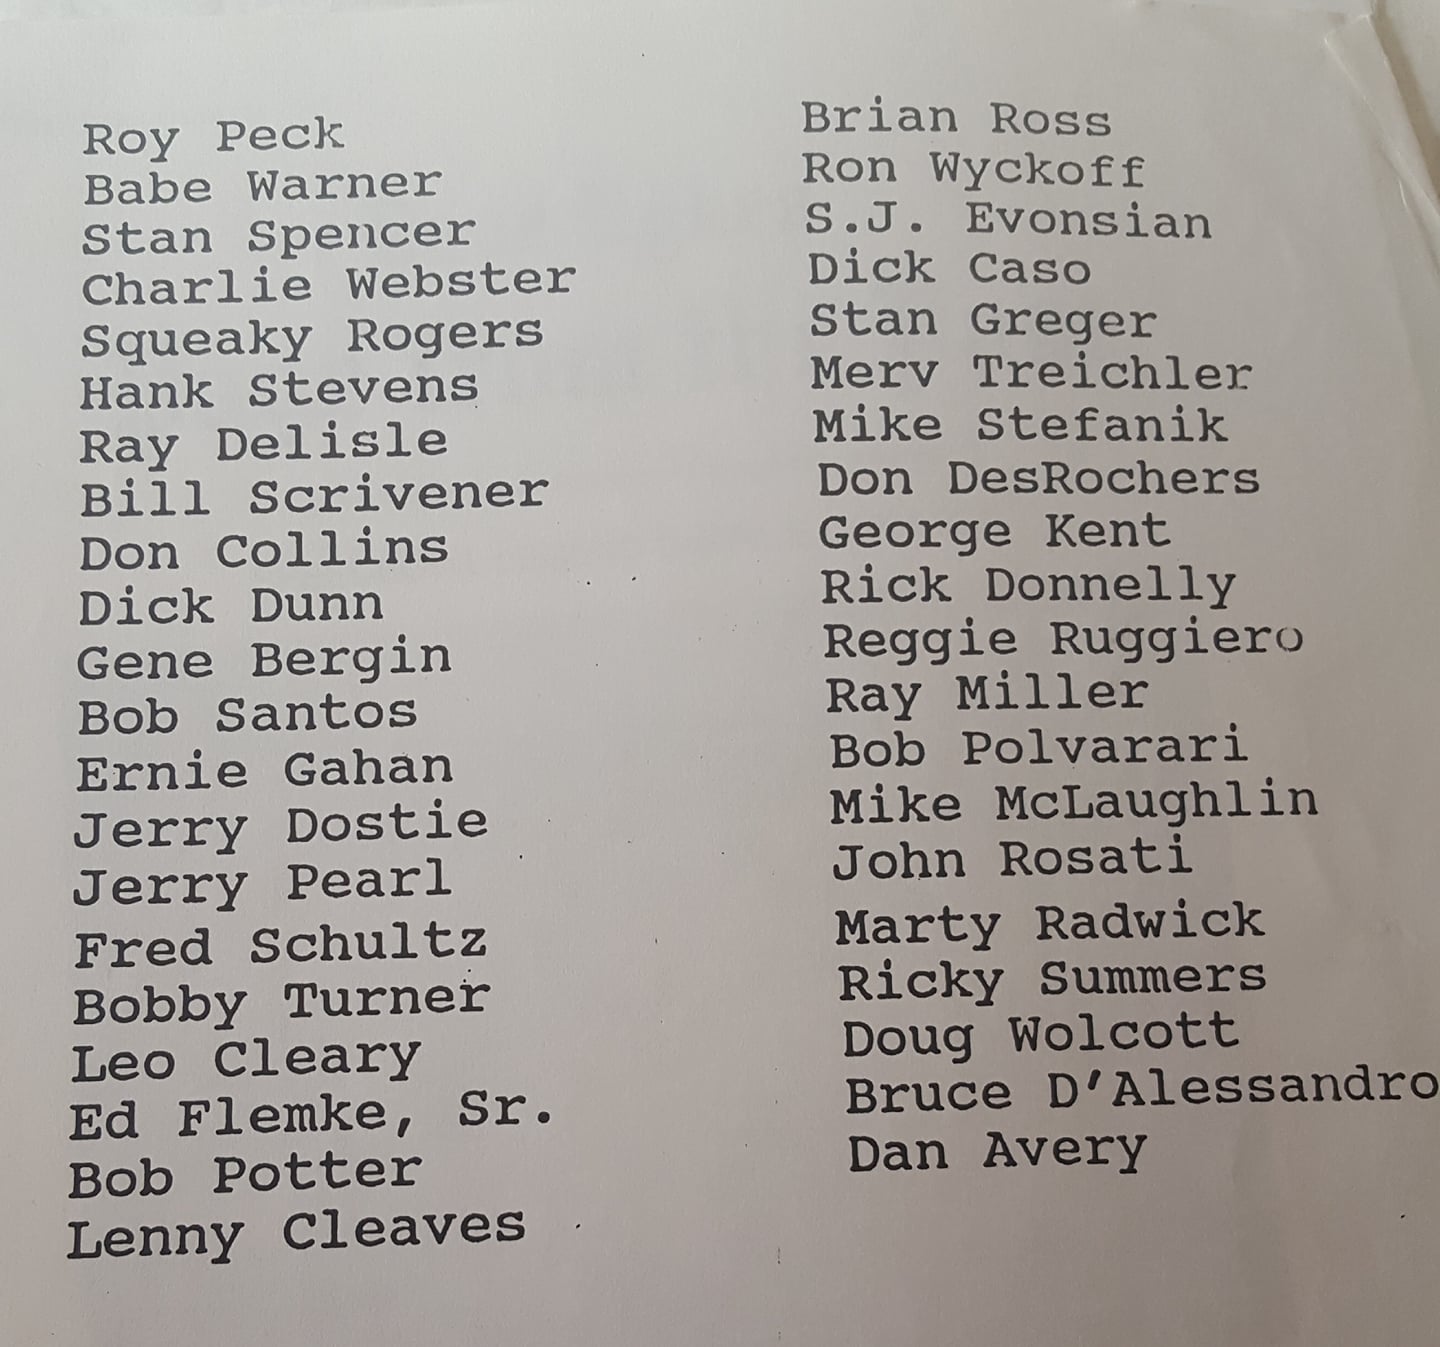 Roy Peck
Babe Warner
Stan Spencer
Charlie Webster
Squeaky Rogers
Hank Stevens
Ray Delisle
Bill Scrivener
Don Collins
Dick Dunn
Gene Bergin
Bob Santos
Ernie Gahan
Jerry Dostie
Jerry Pearl
Fred Schultz
Bobby Turner
Leo Cleary
Ed Flemke, Sr.
Bob Potter
Lenny Cleaves
Brian Ross
Ron Wyckoff
S.J. Evonsian
Dick Caso
Stan Greger
Merv Treichler
Mike Stefanik
Don DesRochers
George Kent
Rick Donnelly
Reggie Ruggiero
Ray Miller
Bob Polvarari
Mike McLaughlin
John Rosati
Marty Radwick
Ricky Summers
Doug Wolcott
Bruce D'Alessandro
Dan Avery